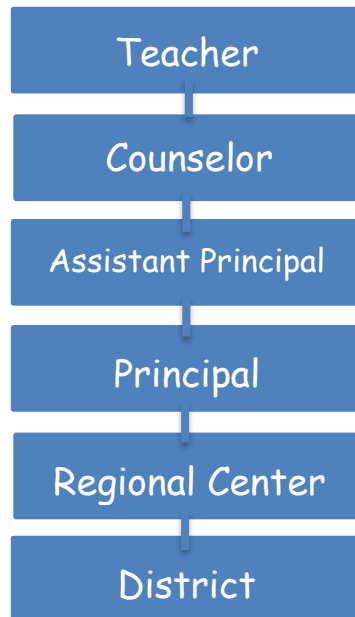 Teacher
Counselor
Assistant Principal
Principal
Regional Center
District